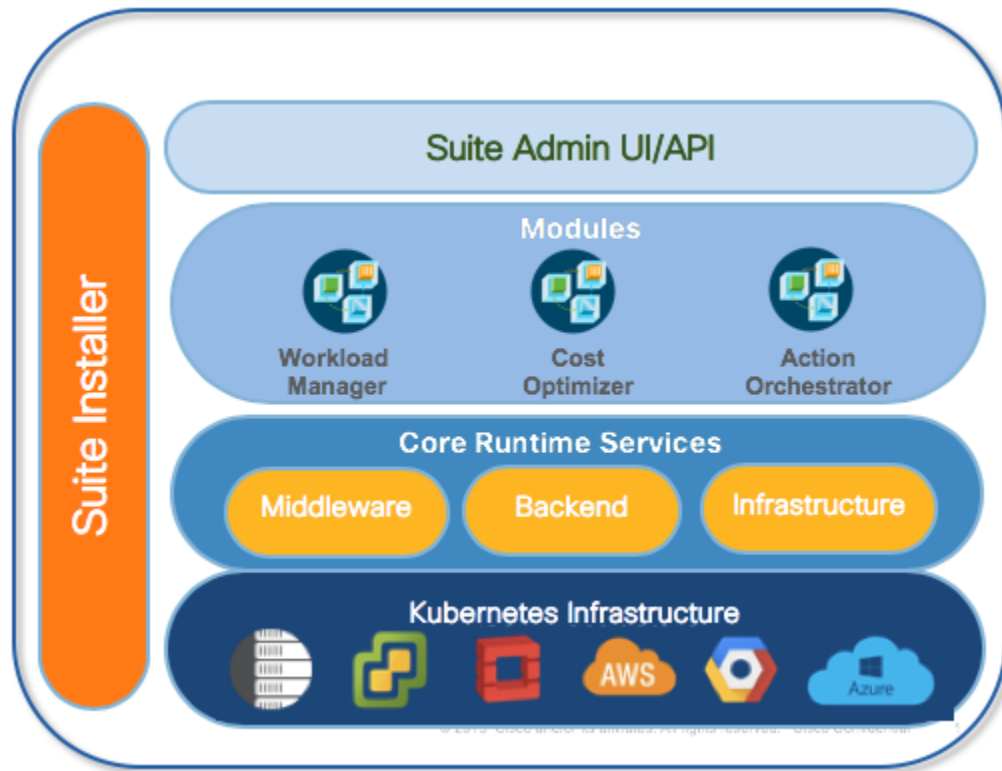 Suite Installer
Suite Admin UI/API
Modules
Workload
Manager
Cost
Optimizer
Action
Orchestrator
Core Runtime Services
Middleware
Backend
Infrastructure
Kubernetes Infrastructure
AWS
Azure